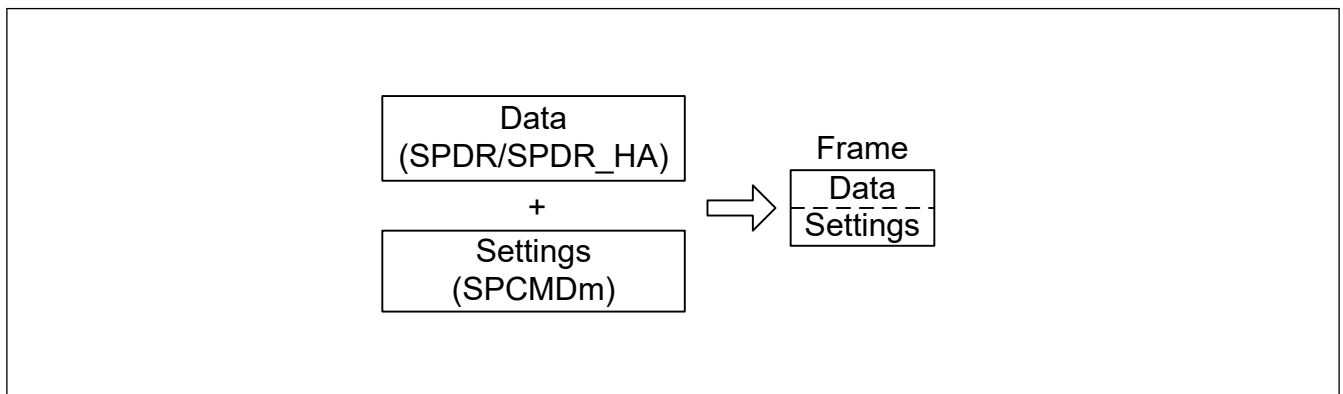 Data
(SPDR/SPDR_HA)
+
Settings
(SPCMDm)
Frame
Data
Settings